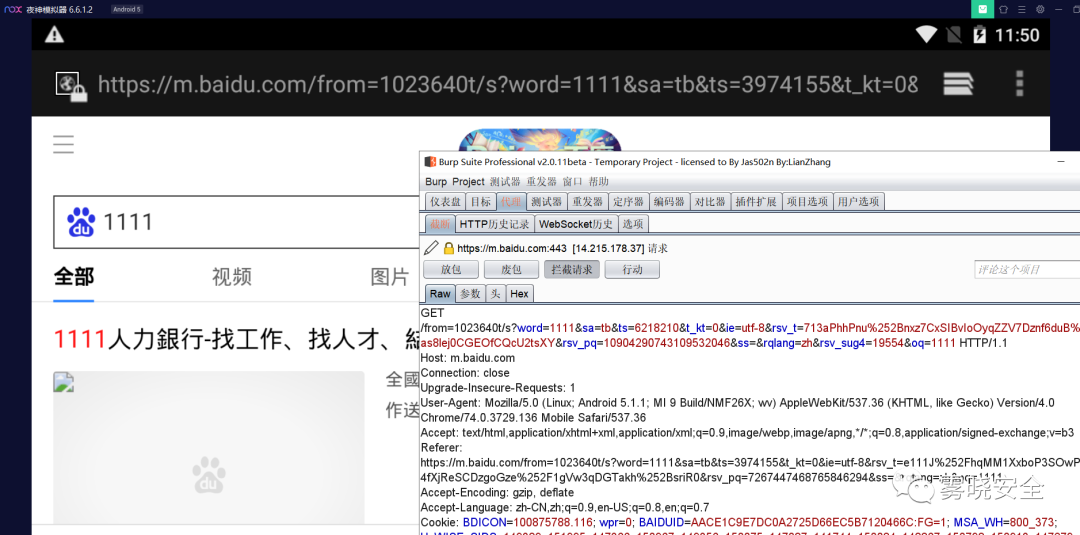 nox 夜神模拟器 6.6.1.2 Android 5
11:50
https://m.baidu.com/from=1023640t/s?word=1111&sa=tb&ts=3974155&t_kt=0&
du 1111
全部 视频 图片
1111人力銀行-找工作、找人才、
全國
作送
Burp Suite Professional v2.0.11beta - Temporary Project - licensed to By Jas502n By:LianZhang
Burp Project 测试器 重发器 窗口 帮助
仪表盘 目标 代理 测试器 重发器 定序器 编码器 对比器 插件扩展 项目选项 用户选项
截断 HTTP历史记录 WebSocket历史 选项
https://m.baidu.com:443 [14.215.178.37] 请求
放包 废包 拦截请求 行动 评论这个项目
Raw 参数 头 Hex
GET
/from=1023640t/s?word=1111&sa=tb&ts=6218210&t_kt=0&ie=utf-8&rsv_t=713aPhhPnu%252Bnxz7CxSIBvIoOyqZZV7Dznf6duB%
as8lej0CGEOfCQcU2tsXY&rsv_pq=10904290743109532046&ss=&rqlang=zh&rsv_sug4=19554&oq=1111 HTTP/1.1
Host: m.baidu.com
Connection: close
Upgrade-Insecure-Requests: 1
User-Agent: Mozilla/5.0 (Linux; Android 5.1.1; MI 9 Build/NMF26X; wv) AppleWebKit/537.36 (KHTML, like Gecko) Version/4.0
Chrome/74.0.3729.136 Mobile Safari/537.36
Accept: text/html,application/xhtml+xml,application/xml;q=0.9,image/webp,image/apng,*/*;q=0.8,application/signed-exchange;v=b3
Referer:
https://m.baidu.com/from=1023640t/s?word=1111&sa=tb&ts=3974155&t_kt=0&ie=utf-8&rsv_t=e111J%252FhqMM1XxboP3SOwP
4fXjReSCDzgoGze%252F1gVw3qDGTakh%252BsriR0&rsv_pq=7267447468765846294&ss=
雾晓安全
Accept-Encoding: gzip, deflate
Accept-Language: zh-CN,zh;q=0.9,en-US;q=0.8,en;q=0.7
Cookie: BDICON=100875788.116; wpr=0; BAIDUID=AACE1C9E7DC0A2725D66EC5B7120466C:FG=1; MSA_WH=800_373;